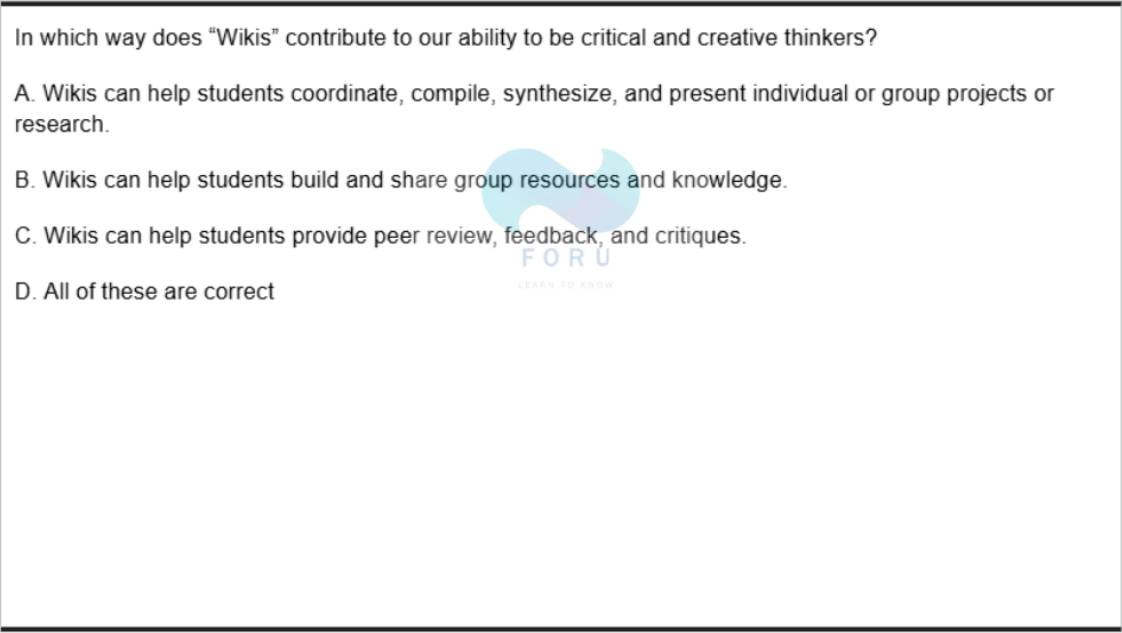 In which way does “Wikis” contribute to our ability to be critical and creative thinkers?
A. Wikis can help students coordinate, compile, synthesize, and present individual or group projects or
research.
B. Wikis can help students build and share group resources and knowledge.
C. Wikis can help students provide peer review, feedback, and critiques.
FORU
LEARN TO KNOW
D. All of these are correct